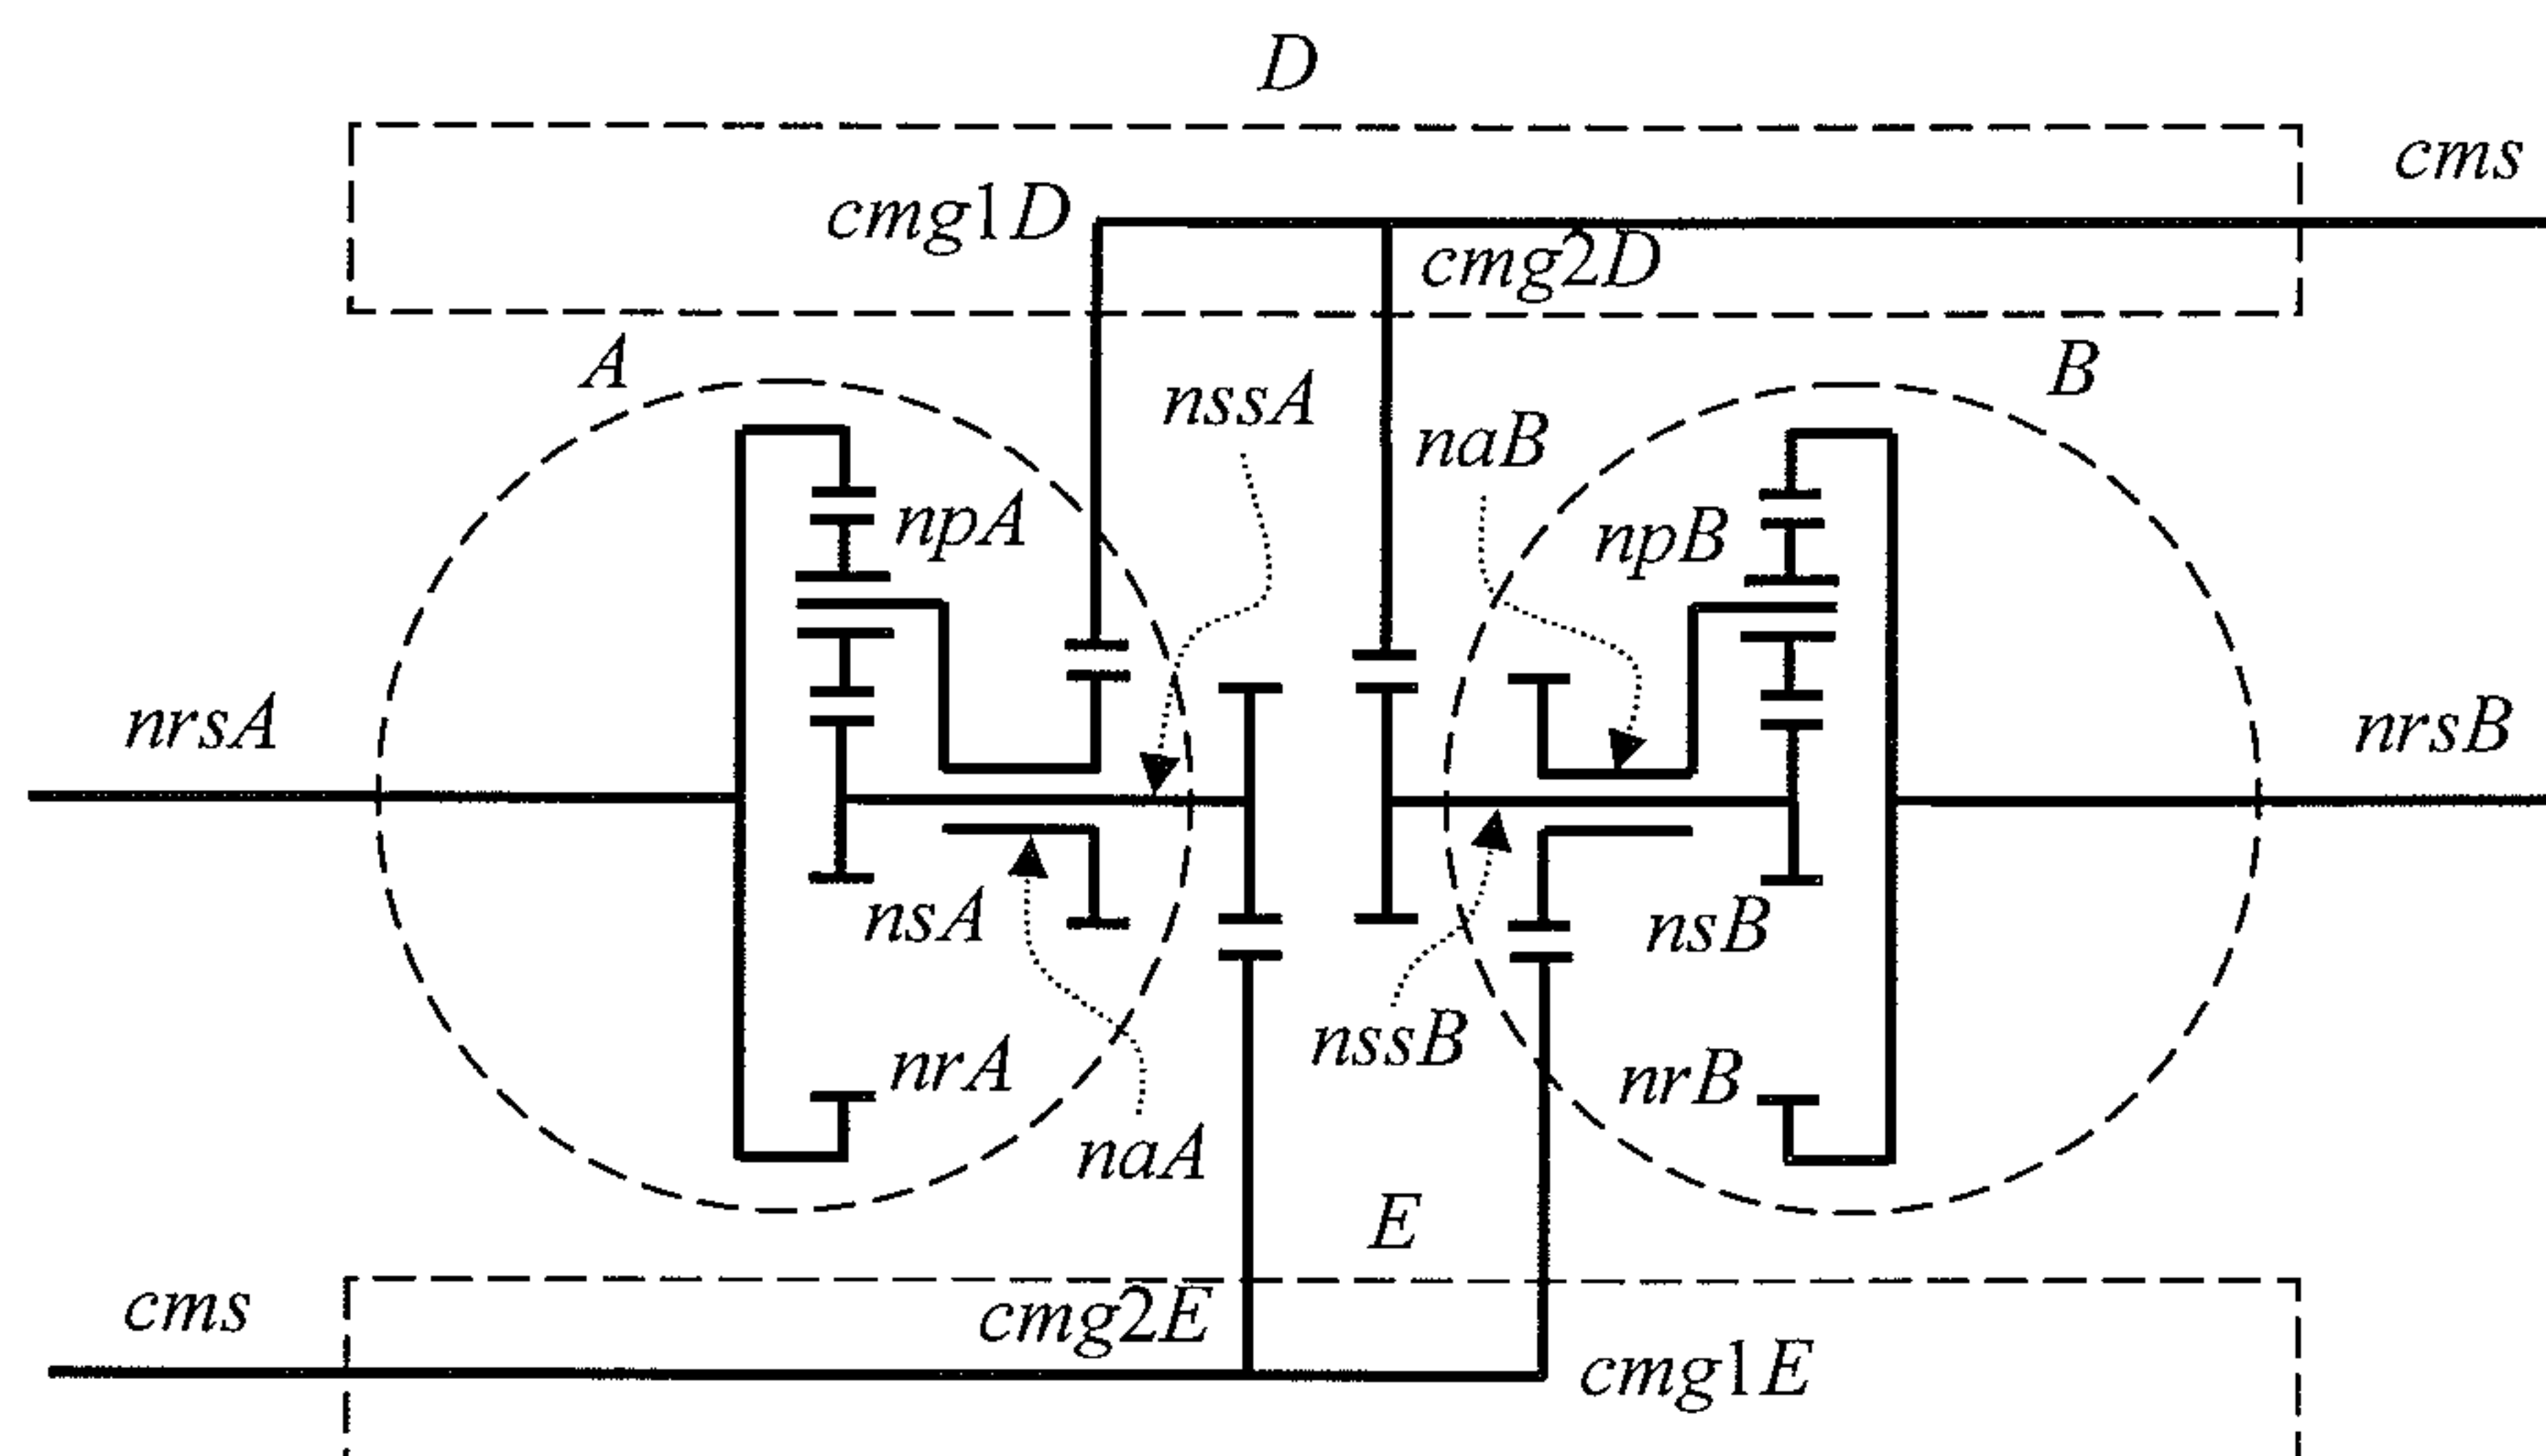 D
cms
cmg1D
cmg2D
A
B
nssA
naB
npA
npB
nrsA
nrsB
nsA
nsB
nssB
nrA
nrB
naA
E
cms
cmg2E
cmg1E